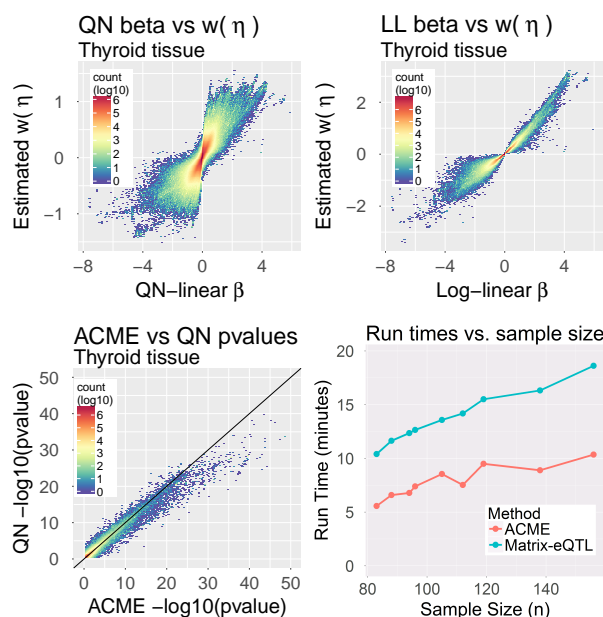 QN beta vs w( η )
Thyroid tissue
count
(log10)
6
5
4
3
2
1
0
Estimated w( η )
1
0
−1
−8
−4
0
4
QN−linear β
LL beta vs w( η )
Thyroid tissue
count
(log10)
6
5
4
3
2
1
0
Estimated w( η )
2
0
−2
−8
−4
0
4
Log−linear β
ACME vs QN pvalues
Thyroid tissue
count
(log10)
6
5
4
3
2
1
0
QN −log10(pvalue)
50
40
30
20
10
0
0
10
20
30
40
50
ACME −log10(pvalue)
Run times vs. sample size
Run Time (minutes)
20
15
10
5
0
Method
ACME
Matrix−eQTL
80
100
120
140
Sample Size (n)